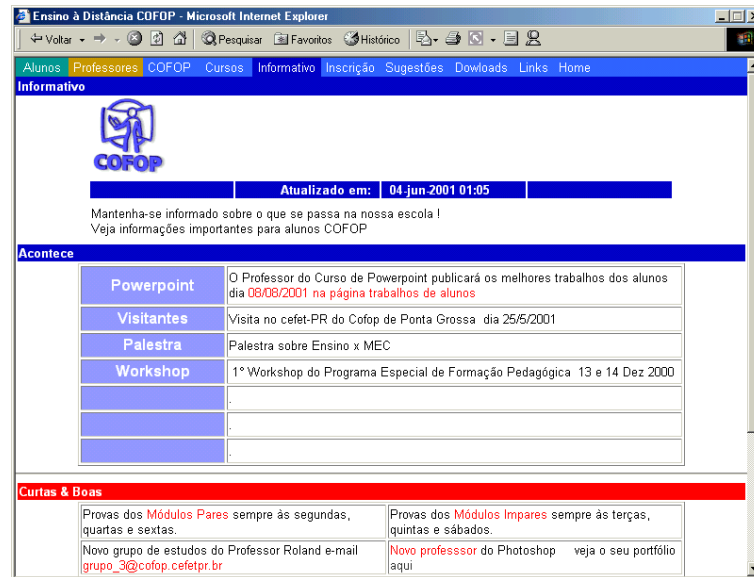 Ensino à Distância COFOP - Microsoft Internet Explorer
Voltar Pesquisar Favoritos Histórico
Alunos Professores COFOP Cursos Informativo Inscrição Sugestões Dowloads Links Home
Informativo
COFOP
Atualizado em: 04-jun-2001 01:05
Mantenha-se informado sobre o que se passa na nossa escola !
Veja informações importantes para alunos COFOP
Acontece
Powerpoint
O Professor do Curso de Powerpoint publicará os melhores trabalhos dos alunos
dia 08/08/2001 na página trabalhos de alunos
Visitantes Visita no cefet-PR do Cofop de Ponta Grossa dia 25/5/2001
Palestra Palestra sobre Ensino x MEC
Workshop 1° Workshop do Programa Especial de Formação Pedagógica 13 e 14 Dez 2000
.
.
.
Curtas & Boas
Provas dos Módulos Pares sempre às segundas,
quartas e sextas.
Provas dos Módulos Impares sempre às terças,
quintas e sábados.
Novo grupo de estudos do Professor Roland e-mail
grupo_3@cofop.cefetpr.br
Novo professsor do Photoshop veja o seu portfólio
aqui